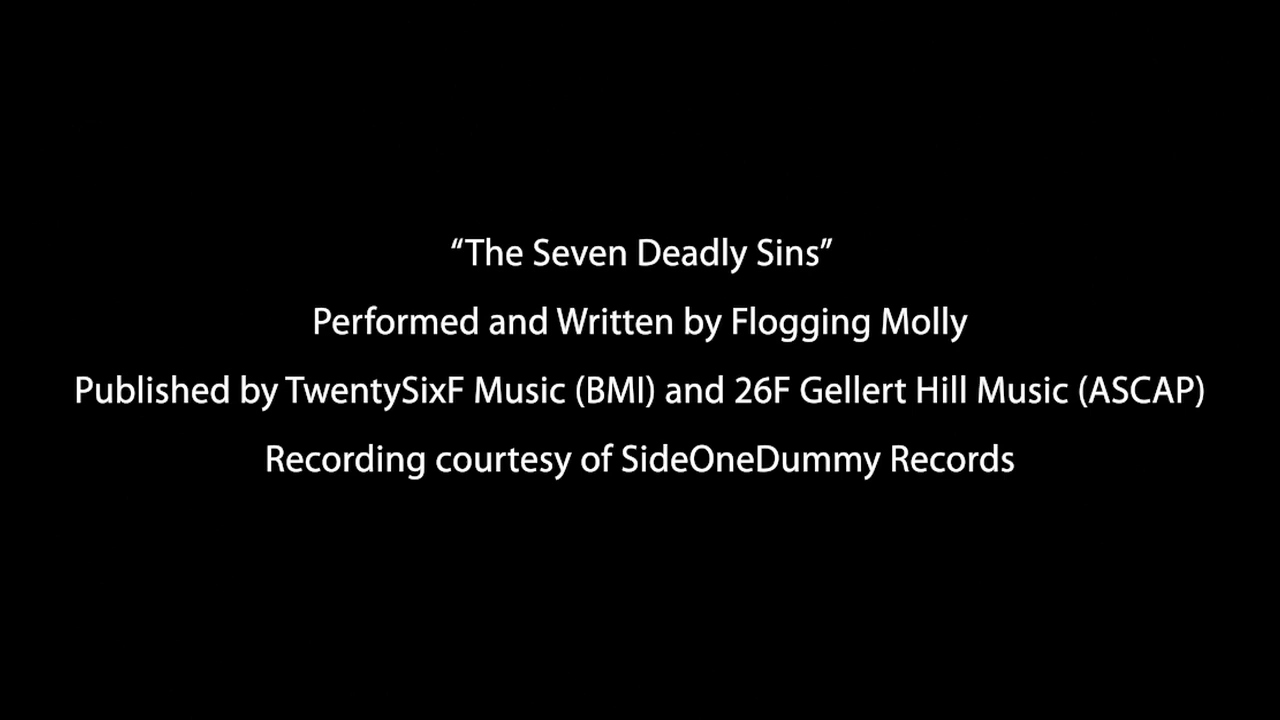 “The Seven Deadly Sins”
Performed and Written by Flogging Molly
Published by TwentySixF Music (BMI) and 26F Gellert Hill Music (ASCAP)
Recording courtesy of SideOneDummy Records